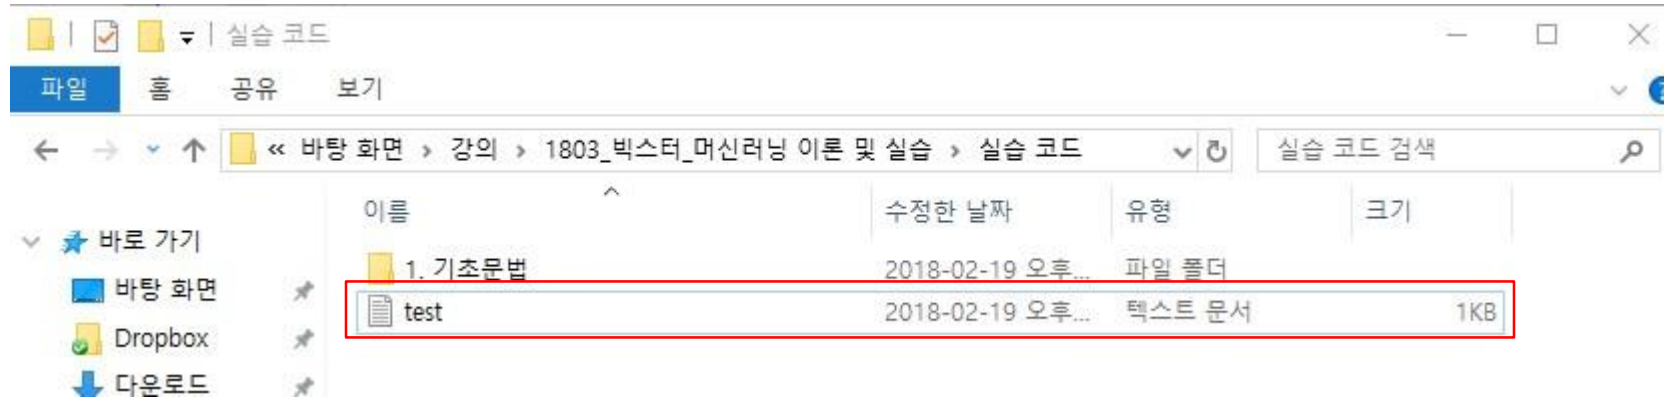 실습 코드
파일 홈 공유 보기
« 바탕 화면 › 강의 › 1803_빅스터_머신러닝 이론 및 실습 › 실습 코드 실습 코드 검색
이름 수정한 날짜 유형 크기
바로 가기
1. 기초문법 2018-02-19 오후... 파일 폴더
바탕 화면
test 2018-02-19 오후... 텍스트 문서 1KB
Dropbox
다운로드